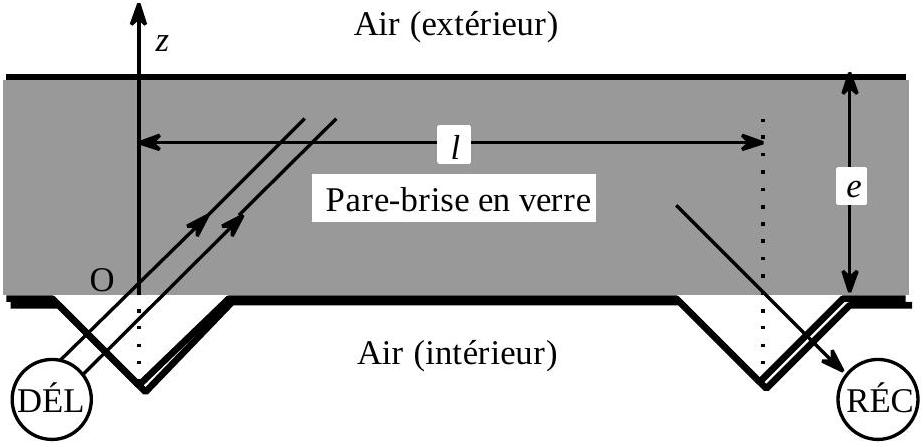 Air (extérieur)
z
l
Pare-brise en verre
e
O
Air (intérieur)
DÉL
RÉC